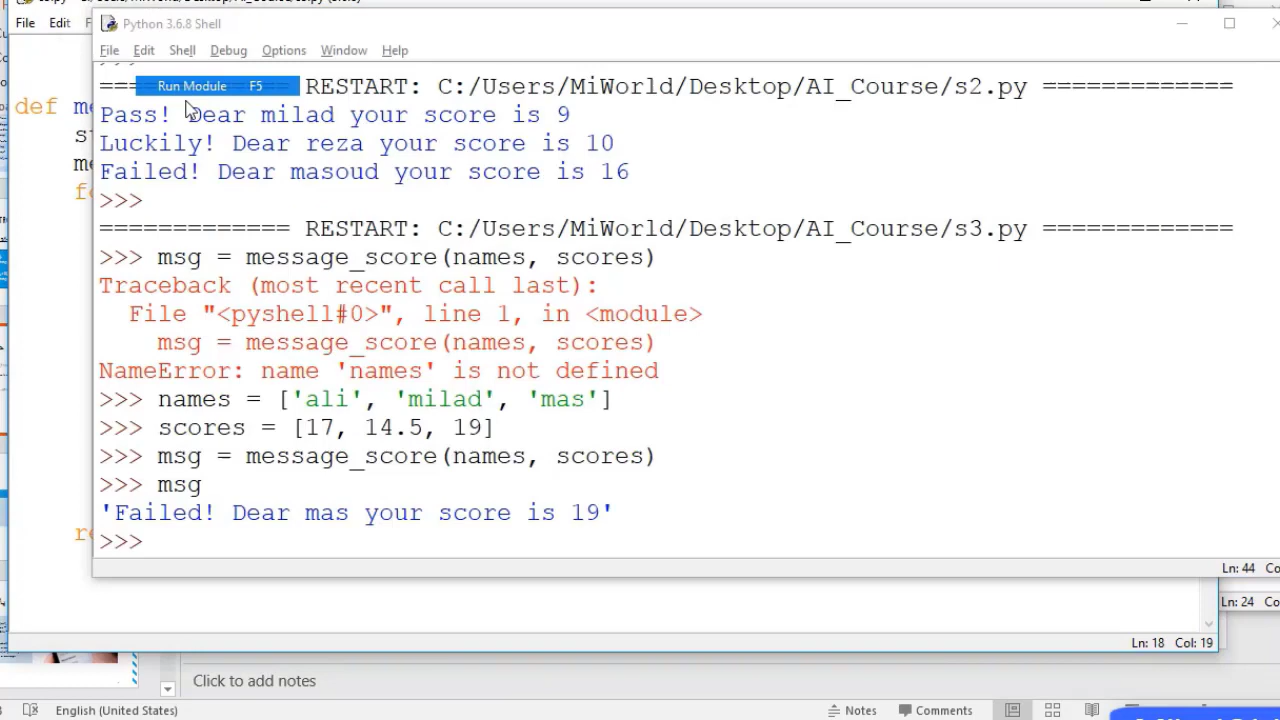 File Edit
Python 3.6.8 Shell
File Edit Shell Debug Options Window Help
Run Module F5
=== RESTART: C:/Users/MiWorld/Desktop/AI_Course/s2.py =============
def me
Pass! Dear milad your score is 9
Luckily! Dear reza your score is 10
Failed! Dear masoud your score is 16
>>>
============= RESTART: C:/Users/MiWorld/Desktop/AI_Course/s3.py =============
>>> msg = message_score(names, scores)
Traceback (most recent call last):
File "<pyshell#0>", line 1, in <module>
msg = message_score(names, scores)
NameError: name 'names' is not defined
>>> names = ['ali', 'milad', 'mas']
>>> scores = [17, 14.5, 19]
>>> msg = message_score(names, scores)
>>> msg
'Failed! Dear mas your score is 19'
>>>
Ln: 44 Co
Ln: 24 Co
Ln: 18 Col: 19
Click to add notes
English (United States) Notes Comments